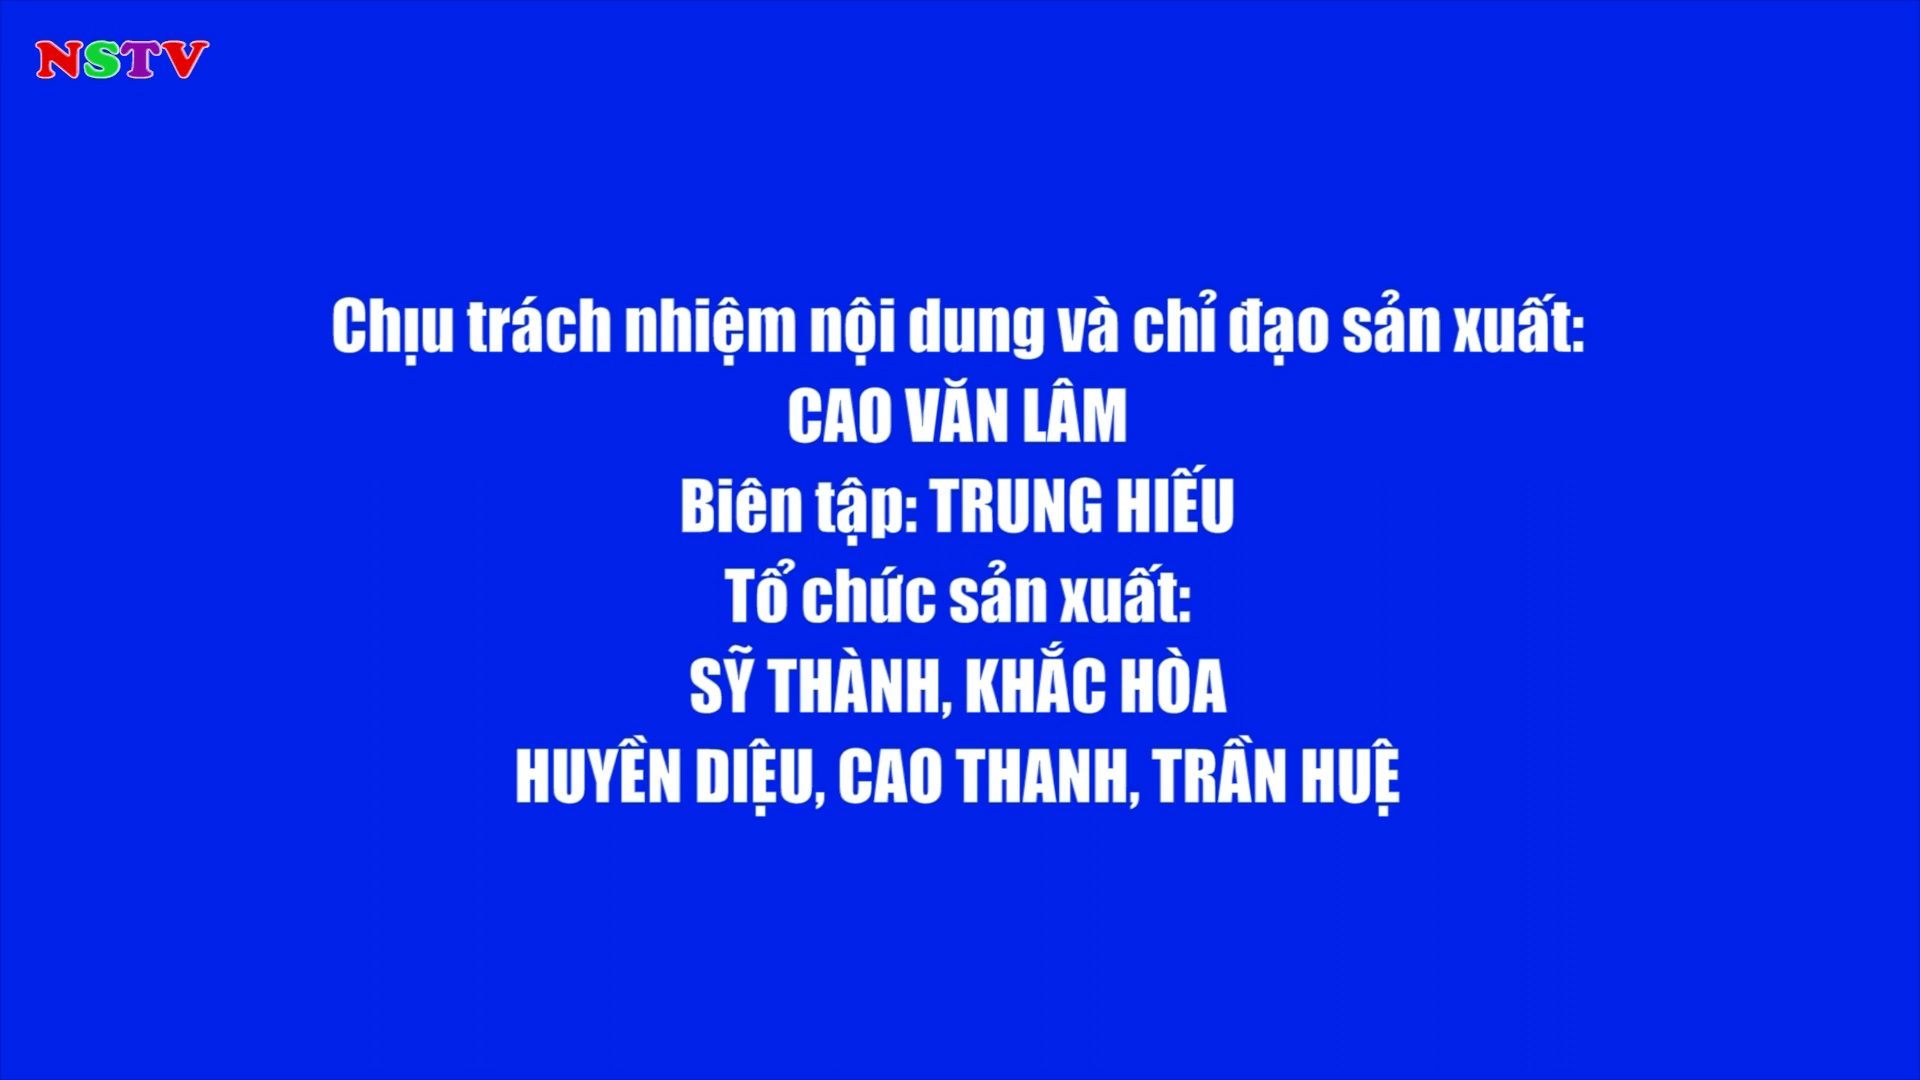 NSTV
Chịu trách nhiệm nội dung và chỉ đạo sản xuất:
CAO VĂN LÂM
Biên tập: TRUNG HIẾU
Tổ chức sản xuất:
SỸ THÀNH, KHẮC HÒA
HUYỀN DIỆU, CAO THANH, TRẦN HUỆ